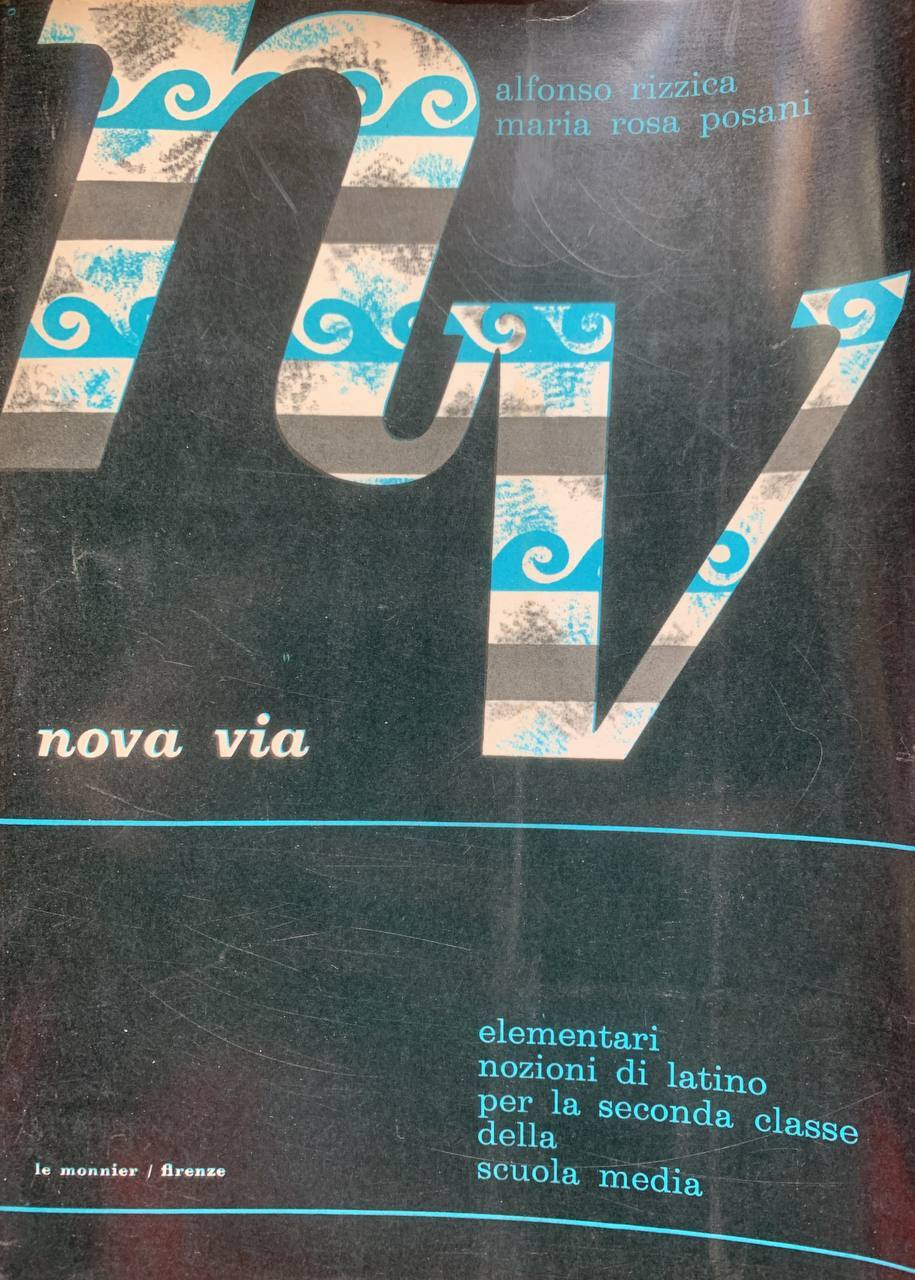 nv
alfonso rizzica
maria rosa posani
nova via
elementari
nozioni di latino
per la seconda classe
della
scuola media
le monnier / firenze